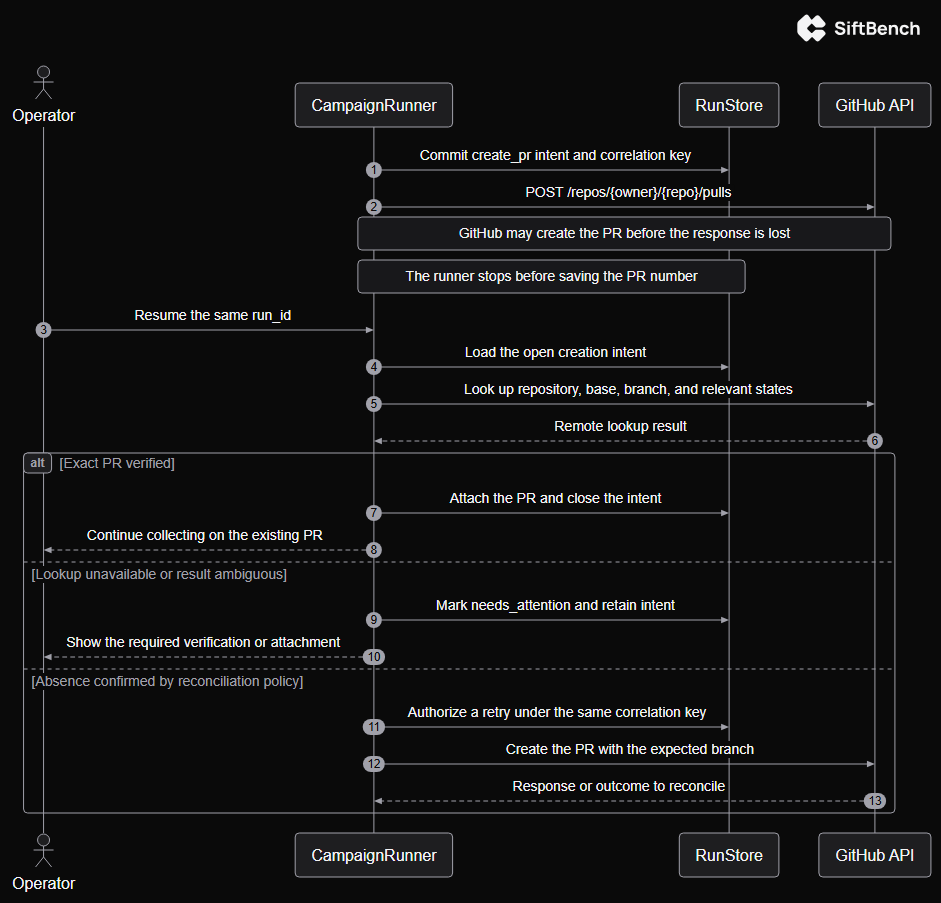 SiftBench
Operator
CampaignRunner
RunStore
GitHub API
Commit create_pr intent and correlation key
1
POST /repos/{owner}/{repo}/pulls
2
GitHub may create the PR before the response is lost
The runner stops before saving the PR number
Resume the same run_id
3
Load the open creation intent
4
Look up repository, base, branch, and relevant states
5
Remote lookup result
6
alt [Exact PR verified]
Attach the PR and close the intent
7
Continue collecting on the existing PR
8
[Lookup unavailable or result ambiguous]
Mark needs_attention and retain intent
9
Show the required verification or attachment
10
[Absence confirmed by reconciliation policy]
Authorize a retry under the same correlation key
11
Create the PR with the expected branch
12
Response or outcome to reconcile
13
Operator
CampaignRunner
RunStore
GitHub API